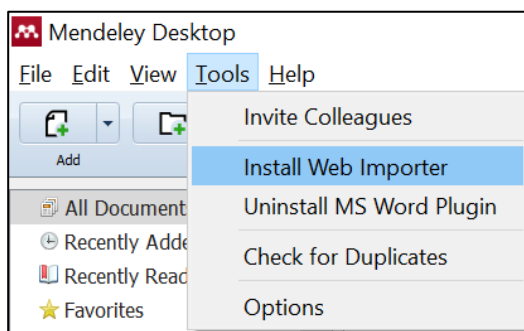 Mendeley Desktop
File Edit View Tools Help
Add
Invite Colleagues
Install Web Importer
Uninstall MS Word Plugin
Check for Duplicates
Options
All Document
Recently Adde
Recently Read
Favorites